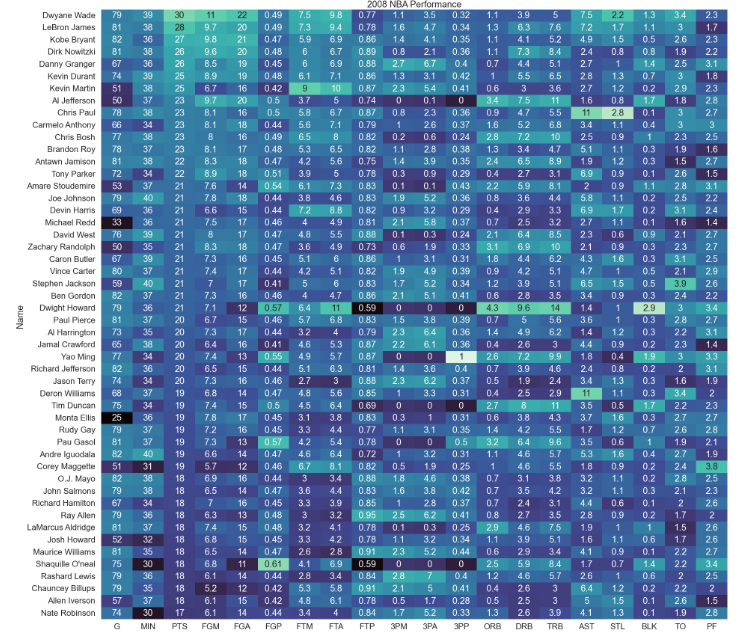 2008 NBA Performance
Dwyane Wade 79 39 30 11 22 0.49 7.5 9.8 0.77 1.1 3.5 0.32 1.1 3.9 5 7.5 2.2 1.3 3.4 2.3
LeBron James 81 38 28 9.7 20 0.49 7.3 9.4 0.78 1.6 4.7 0.34 1.3 6.3 7.6 7.2 1.7 1.1 3 1.7
Kobe Bryant 82 36 27 9.8 21 0.47 5.9 6.9 0.86 1.4 4.1 0.35 1.1 4.1 5.2 4.9 1.5 0.5 2.6 2.3
Dirk Nowitzki 81 38 26 9.6 20 0.48 6 6.7 0.89 0.8 2.1 0.36 1.1 7.3 8.4 2.4 0.8 0.8 1.9 2.2
Danny Granger 67 36 26 8.5 19 0.45 6 6.9 0.88 2.7 6.7 0.4 0.7 4.4 5.1 2.7 1 1.4 2.5 3.1
Kevin Durant 74 39 25 8.9 19 0.48 6.1 7.1 0.86 1.3 3.1 0.42 1 5.5 6.5 2.8 1.3 0.7 3 1.8
Kevin Martin 51 38 25 6.7 16 0.42 9 10 0.87 2.3 5.4 0.41 0.6 3 3.6 2.7 1.2 0.2 2.9 2.3
Al Jefferson 50 37 23 9.7 20 0.5 3.7 5 0.74 0 0.1 0 3.4 7.5 11 1.6 0.8 1.7 1.8 2.8
Chris Paul 78 38 23 8.1 16 0.5 5.8 6.7 0.87 0.8 2.3 0.36 0.9 4.7 5.5 11 2.8 0.1 3 2.7
Carmelo Anthony 66 34 23 8.1 18 0.44 5.6 7.1 0.79 1 2.6 0.37 1.6 5.2 6.8 3.4 1.1 0.4 3 3
Chris Bosh 77 38 23 8 16 0.49 6.5 8 0.82 0.2 0.6 0.24 2.8 7.2 10 2.5 0.9 1 2.3 2.5
Brandon Roy 78 37 23 8.1 17 0.48 5.3 6.5 0.82 1.1 2.8 0.38 1.3 3.4 4.7 5.1 1.1 0.3 1.9 1.6
Antawn Jamison 81 38 22 8.3 18 0.47 4.2 5.6 0.75 1.4 3.9 0.35 2.4 6.5 8.9 1.9 1.2 0.3 1.5 2.7
Tony Parker 72 34 22 8.9 18 0.51 3.9 5 0.78 0.3 0.9 0.29 0.4 2.7 3.1 6.9 0.9 0.1 2.6 1.5
Amare Stoudemire 53 37 21 7.6 14 0.54 6.1 7.3 0.83 0.1 0.1 0.43 2.2 5.9 8.1 2 0.9 1.1 2.8 3.1
Joe Johnson 79 40 21 7.8 18 0.44 3.8 4.6 0.83 1.9 5.2 0.36 0.8 3.6 4.4 5.8 1.1 0.2 2.5 2.2
Devin Harris 69 36 21 6.6 15 0.44 7.2 8.8 0.82 0.9 3.2 0.29 0.4 2.9 3.3 6.9 1.7 0.2 3.1 2.4
Michael Redd 33 36 21 7.5 17 0.46 4 4.9 0.81 2.1 5.8 0.37 0.7 2.5 3.2 2.7 1.1 0.1 1.6 1.4
David West 76 39 21 8 17 0.47 4.8 5.5 0.88 0.1 0.3 0.24 2.1 6.4 8.5 2.3 0.6 0.9 2.1 2.7
Zachary Randolph 50 35 21 8.3 18 0.47 3.6 4.9 0.73 0.6 1.9 0.33 3.1 6.9 10 2.1 0.9 0.3 2.3 2.7
Caron Butler 67 39 21 7.3 16 0.45 5.1 6 0.86 1 3.1 0.31 1.8 4.4 6.2 4.3 1.6 0.3 3.1 2.5
Vince Carter 80 37 21 7.4 17 0.44 4.2 5.1 0.82 1.9 4.9 0.39 0.9 4.2 5.1 4.7 1 0.5 2.1 2.9
Stephen Jackson 59 40 21 7 17 0.41 5 6 0.83 1.7 5.2 0.34 1.2 3.9 5.1 6.5 1.5 0.5 3.9 2.6
Ben Gordon 82 37 21 7.3 16 0.46 4 4.7 0.86 2.1 5.1 0.41 0.6 2.8 3.5 3.4 0.9 0.3 2.4 2.2
Dwight Howard 79 36 21 7.1 12 0.57 6.4 11 0.59 0 0 0 4.3 9.6 14 1.4 1 2.9 3 3.4
Paul Pierce 81 37 20 6.7 15 0.46 5.7 6.8 0.83 1.5 3.8 0.39 0.7 5 5.6 3.6 1 0.3 2.8 2.7
Al Harrington 73 35 20 7.3 17 0.44 3.2 4 0.79 2.3 6.4 0.36 1.4 4.9 6.2 1.4 1.2 0.3 2.2 3.1
Jamal Crawford 65 38 20 6.4 16 0.41 4.6 5.3 0.87 2.2 6.1 0.36 0.4 2.6 3 4.4 0.9 0.2 2.3 1.4
Yao Ming 77 34 20 7.4 13 0.55 4.9 5.7 0.87 0 0 1 2.6 7.2 9.9 1.8 0.4 1.9 3 3.3
Richard Jefferson 82 36 20 6.5 15 0.44 5.1 6.3 0.81 1.4 3.6 0.4 0.7 3.9 4.6 2.4 0.8 0.2 2 3.1
Jason Terry 74 34 20 7.3 16 0.46 2.7 3 0.88 2.3 6.2 0.37 0.5 1.9 2.4 3.4 1.3 0.3 1.6 1.9
Deron Williams 68 37 19 6.8 14 0.47 4.8 5.6 0.85 1 3.3 0.31 0.4 2.5 2.9 11 1.1 0.3 3.4 2
Tim Duncan 75 34 19 7.4 15 0.5 4.5 6.4 0.69 0 0 0 2.7 8 11 3.5 0.5 1.7 2.2 2.3
Monta Ellis 25 36 19 7.8 17 0.45 3.1 3.8 0.83 0.3 1 0.31 0.6 3.8 4.3 3.7 1.6 0.3 2.7 2.7
Rudy Gay 79 37 19 7.2 16 0.45 3.3 4.4 0.77 1.1 3.1 0.35 1.4 4.2 5.5 1.7 1.2 0.7 2.6 2.8
Pau Gasol 81 37 19 7.3 13 0.57 4.2 5.4 0.78 0 0 0.5 3.2 6.4 9.6 3.5 0.6 1 1.9 2.1
Andre Iguodala 82 40 19 6.6 14 0.47 4.6 6.4 0.72 1 3.2 0.31 1.1 4.6 5.7 5.3 1.6 0.4 2.7 1.9
Corey Maggette 51 31 19 5.7 12 0.46 6.7 8.1 0.82 0.5 1.9 0.25 1 4.6 5.5 1.8 0.9 0.2 2.4 3.8
O.J. Mayo 82 38 18 6.9 16 0.44 3 3.4 0.88 1.8 4.6 0.38 0.7 3.1 3.8 3.2 1.1 0.2 2.8 2.5
John Salmons 79 38 18 6.5 14 0.47 3.6 4.4 0.83 1.6 3.8 0.42 0.7 3.5 4.2 3.2 1.1 0.3 2.1 2.3
Richard Hamilton 67 34 18 7 16 0.45 3.3 3.9 0.85 1 2.8 0.37 0.7 2.4 3.1 4.4 0.6 0.1 2 2.6
Ray Allen 79 36 18 6.3 13 0.48 3 3.2 0.95 2.5 6.2 0.41 0.8 2.7 3.5 2.8 0.9 0.2 1.7 2
LaMarcus Aldridge 81 37 18 7.4 15 0.48 3.2 4.1 0.78 0.1 0.3 0.25 2.9 4.6 7.5 1.9 1 1 1.5 2.6
Josh Howard 52 32 18 6.8 15 0.45 3.3 4.2 0.78 1.1 3.2 0.34 1.1 3.9 5.1 1.6 1.1 0.6 1.7 2.6
Maurice Williams 81 35 18 6.5 14 0.47 2.6 2.8 0.91 2.3 5.2 0.44 0.6 2.9 3.4 4.1 0.9 0.1 2.2 2.7
Shaquille O'neal 75 30 18 6.8 11 0.61 4.1 6.9 0.59 0 0 0 2.5 5.9 8.4 1.7 0.7 1.4 2.2 3.4
Rashard Lewis 79 36 18 6.1 14 0.44 2.8 3.4 0.84 2.8 7 0.4 1.2 4.6 5.7 2.6 1 0.6 2 2.5
Chauncey Billups 79 35 18 5.2 12 0.42 5.3 5.8 0.91 2.1 5 0.41 0.4 2.6 3 6.4 1.2 0.2 2.2 2
Allen Iverson 57 37 18 6.1 15 0.42 4.8 6.1 0.78 0.5 1.7 0.28 0.5 2.5 3 5 1.5 0.1 2.6 1.5
Nate Robinson 74 30 17 6.1 14 0.44 3.4 4 0.84 1.7 5.2 0.33 1.3 2.6 3.9 4.1 1.3 0.1 1.9 2.8
Name
G MIN PTS FGM FGA FGP FTM FTA FTP 3PM 3PA 3PP ORB DRB TRB AST STL BLK TO PF